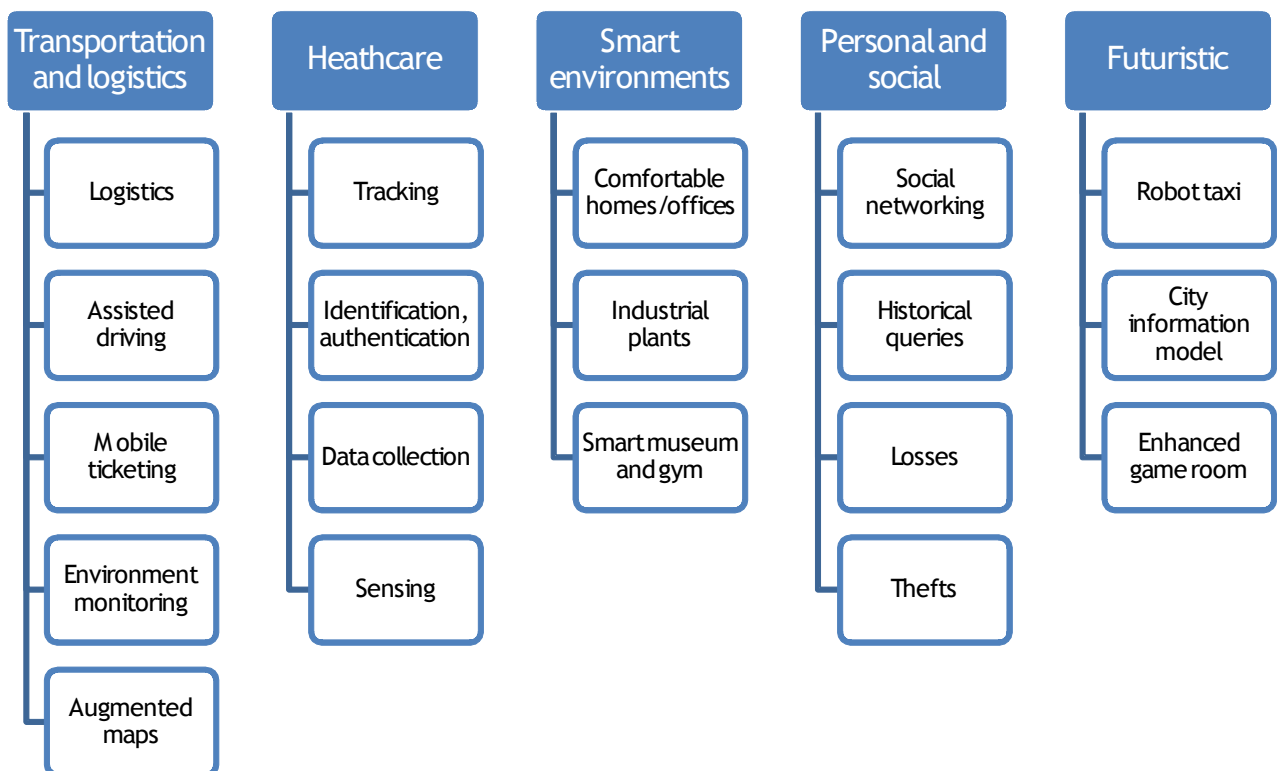 Transportation
and logistics
Logistics
Assisted
driving
Mobile
ticketing
Environment
monitoring
Augmented
maps
Heathcare
Tracking
Identification,
authentication
Data collection
Sensing
Smart
environments
Comfortable
homes/offices
Industrial
plants
Smart museum
and gym
Personal and
social
Social
networking
Historical
queries
Losses
Thefts
Futuristic
Robot taxi
City
information
model
Enhanced
game room